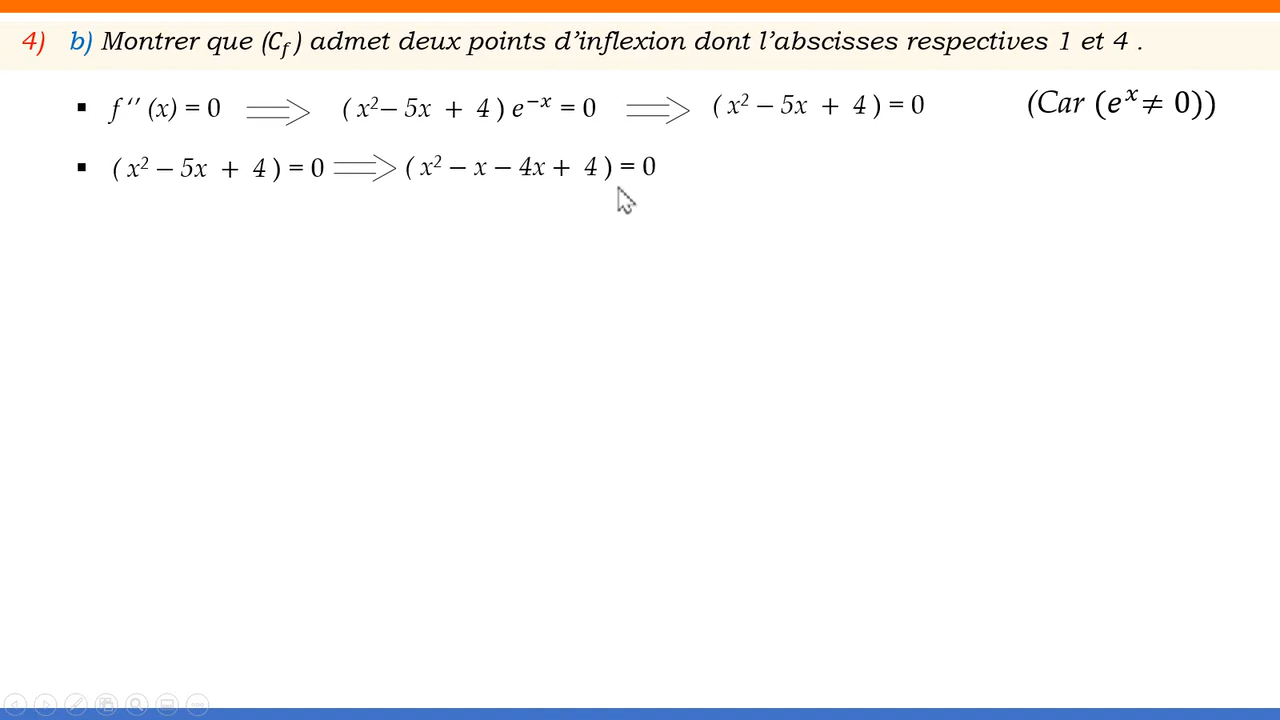 4) b) Montrer que (C_f) admet deux points d’inflexion dont l’abscisses respectives 1 et 4 .
▪ f ′′ (x) = 0 ⟹ ( x² – 5x + 4 ) e⁻ˣ = 0 ⟹ ( x² – 5x + 4 ) = 0 (Car (eˣ ≠ 0))
▪ ( x² – 5x + 4 ) = 0 ⟹ ( x² – x – 4x + 4 ) = 0